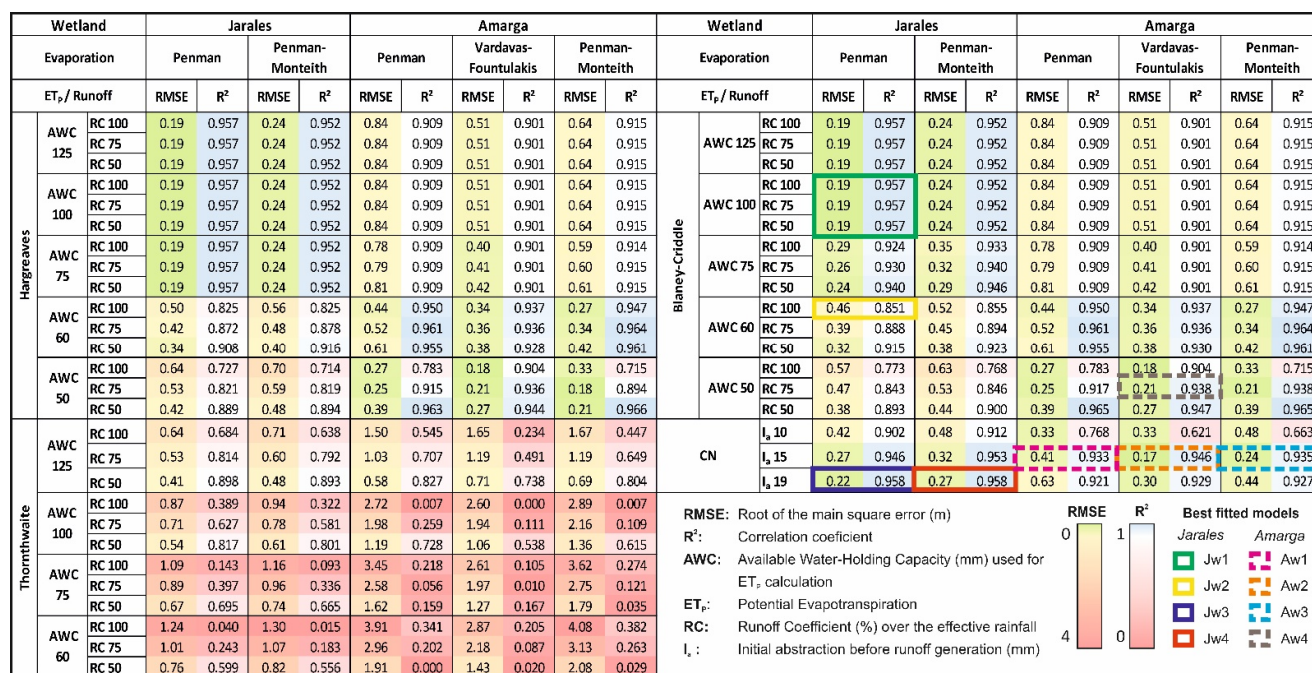 Wetland Jarales Amarga
Evaporation Penman Penman-Monteith Penman Vardavas-Fountulakis Penman-Monteith
ET_P / Runoff RMSE R² RMSE R² RMSE R² RMSE R² RMSE R²
Hargreaves
AWC 125
RC 100 0.19 0.957 0.24 0.952 0.84 0.909 0.51 0.901 0.64 0.915
RC 75 0.19 0.957 0.24 0.952 0.84 0.909 0.51 0.901 0.64 0.915
RC 50 0.19 0.957 0.24 0.952 0.84 0.909 0.51 0.901 0.64 0.915
AWC 100
RC 100 0.19 0.957 0.24 0.952 0.84 0.909 0.51 0.901 0.64 0.915
RC 75 0.19 0.957 0.24 0.952 0.84 0.909 0.51 0.901 0.64 0.915
RC 50 0.19 0.957 0.24 0.952 0.84 0.909 0.51 0.901 0.64 0.915
AWC 75
RC 100 0.19 0.957 0.24 0.952 0.78 0.909 0.40 0.901 0.59 0.914
RC 75 0.19 0.957 0.24 0.952 0.79 0.909 0.41 0.901 0.60 0.915
RC 50 0.19 0.957 0.24 0.952 0.81 0.909 0.42 0.901 0.61 0.915
AWC 60
RC 100 0.50 0.825 0.56 0.825 0.44 0.950 0.34 0.937 0.27 0.947
RC 75 0.42 0.872 0.48 0.878 0.52 0.961 0.36 0.936 0.34 0.964
RC 50 0.34 0.908 0.40 0.916 0.61 0.955 0.38 0.928 0.42 0.961
AWC 50
RC 100 0.64 0.727 0.70 0.714 0.27 0.783 0.18 0.904 0.33 0.715
RC 75 0.53 0.821 0.59 0.819 0.25 0.915 0.21 0.936 0.18 0.894
RC 50 0.42 0.889 0.48 0.894 0.39 0.963 0.27 0.944 0.21 0.966
Thornthwaite
AWC 125
RC 100 0.64 0.684 0.71 0.638 1.50 0.545 1.65 0.234 1.67 0.447
RC 75 0.53 0.814 0.60 0.792 1.03 0.707 1.19 0.491 1.19 0.649
RC 50 0.41 0.898 0.48 0.893 0.58 0.827 0.71 0.738 0.69 0.804
AWC 100
RC 100 0.87 0.389 0.94 0.322 2.72 0.007 2.60 0.000 2.89 0.007
RC 75 0.71 0.627 0.78 0.581 1.98 0.259 1.94 0.111 2.16 0.109
RC 50 0.54 0.817 0.61 0.801 1.19 0.728 1.06 0.538 1.36 0.615
AWC 75
RC 100 1.09 0.143 1.16 0.093 3.45 0.218 2.61 0.105 3.62 0.274
RC 75 0.89 0.397 0.96 0.336 2.58 0.056 1.97 0.010 2.75 0.121
RC 50 0.67 0.695 0.74 0.665 1.62 0.159 1.27 0.167 1.79 0.035
AWC 60
RC 100 1.24 0.040 1.30 0.015 3.91 0.341 2.87 0.205 4.08 0.382
RC 75 1.01 0.243 1.07 0.183 2.96 0.202 2.18 0.087 3.13 0.263
RC 50 0.76 0.599 0.82 0.556 1.91 0.000 1.43 0.020 2.08 0.029
Wetland Jarales Amarga
Evaporation Penman Penman-Monteith Penman Vardavas-Fountulakis Penman-Monteith
ET_P / Runoff RMSE R² RMSE R² RMSE R² RMSE R² RMSE R²
Blaney-Criddle
AWC 125
RC 100 0.19 0.957 0.24 0.952 0.84 0.909 0.51 0.901 0.64 0.915
RC 75 0.19 0.957 0.24 0.952 0.84 0.909 0.51 0.901 0.64 0.915
RC 50 0.19 0.957 0.24 0.952 0.84 0.909 0.51 0.901 0.64 0.915
AWC 100
RC 100 0.19 0.957 0.24 0.952 0.84 0.909 0.51 0.901 0.64 0.915
RC 75 0.19 0.957 0.24 0.952 0.84 0.909 0.51 0.901 0.64 0.915
RC 50 0.19 0.957 0.24 0.952 0.84 0.909 0.51 0.901 0.64 0.915
AWC 75
RC 100 0.29 0.924 0.35 0.933 0.78 0.909 0.40 0.901 0.59 0.914
RC 75 0.26 0.930 0.32 0.940 0.79 0.909 0.41 0.901 0.60 0.915
RC 50 0.24 0.940 0.29 0.946 0.81 0.909 0.42 0.901 0.61 0.915
AWC 60
RC 100 0.46 0.851 0.52 0.855 0.44 0.950 0.34 0.937 0.27 0.947
RC 75 0.39 0.888 0.45 0.894 0.52 0.961 0.36 0.936 0.34 0.964
RC 50 0.32 0.915 0.38 0.923 0.61 0.955 0.38 0.930 0.42 0.961
AWC 50
RC 100 0.57 0.773 0.63 0.768 0.27 0.783 0.18 0.904 0.33 0.715
RC 75 0.47 0.843 0.53 0.846 0.25 0.917 0.21 0.938 0.21 0.938
RC 50 0.38 0.893 0.44 0.900 0.39 0.965 0.27 0.947 0.39 0.965
CN
I_a 10 0.42 0.902 0.48 0.912 0.33 0.768 0.33 0.621 0.48 0.663
I_a 15 0.27 0.946 0.32 0.953 0.41 0.933 0.17 0.946 0.24 0.935
I_a 19 0.22 0.958 0.27 0.958 0.63 0.921 0.30 0.929 0.44 0.927
RMSE: Root of the main square error (m)
R²: Correlation coeficient
AWC: Available Water-Holding Capacity (mm) used for
ET_P calculation
ET_P: Potential Evapotranspiration
RC: Runoff Coefficient (%) over the effective rainfall
I_a : Initial abstraction before runoff generation (mm)
RMSE R²
0 1
4 0
Best fitted models
Jarales Amarga
Jw1 Aw1
Jw2 Aw2
Jw3 Aw3
Jw4 Aw4